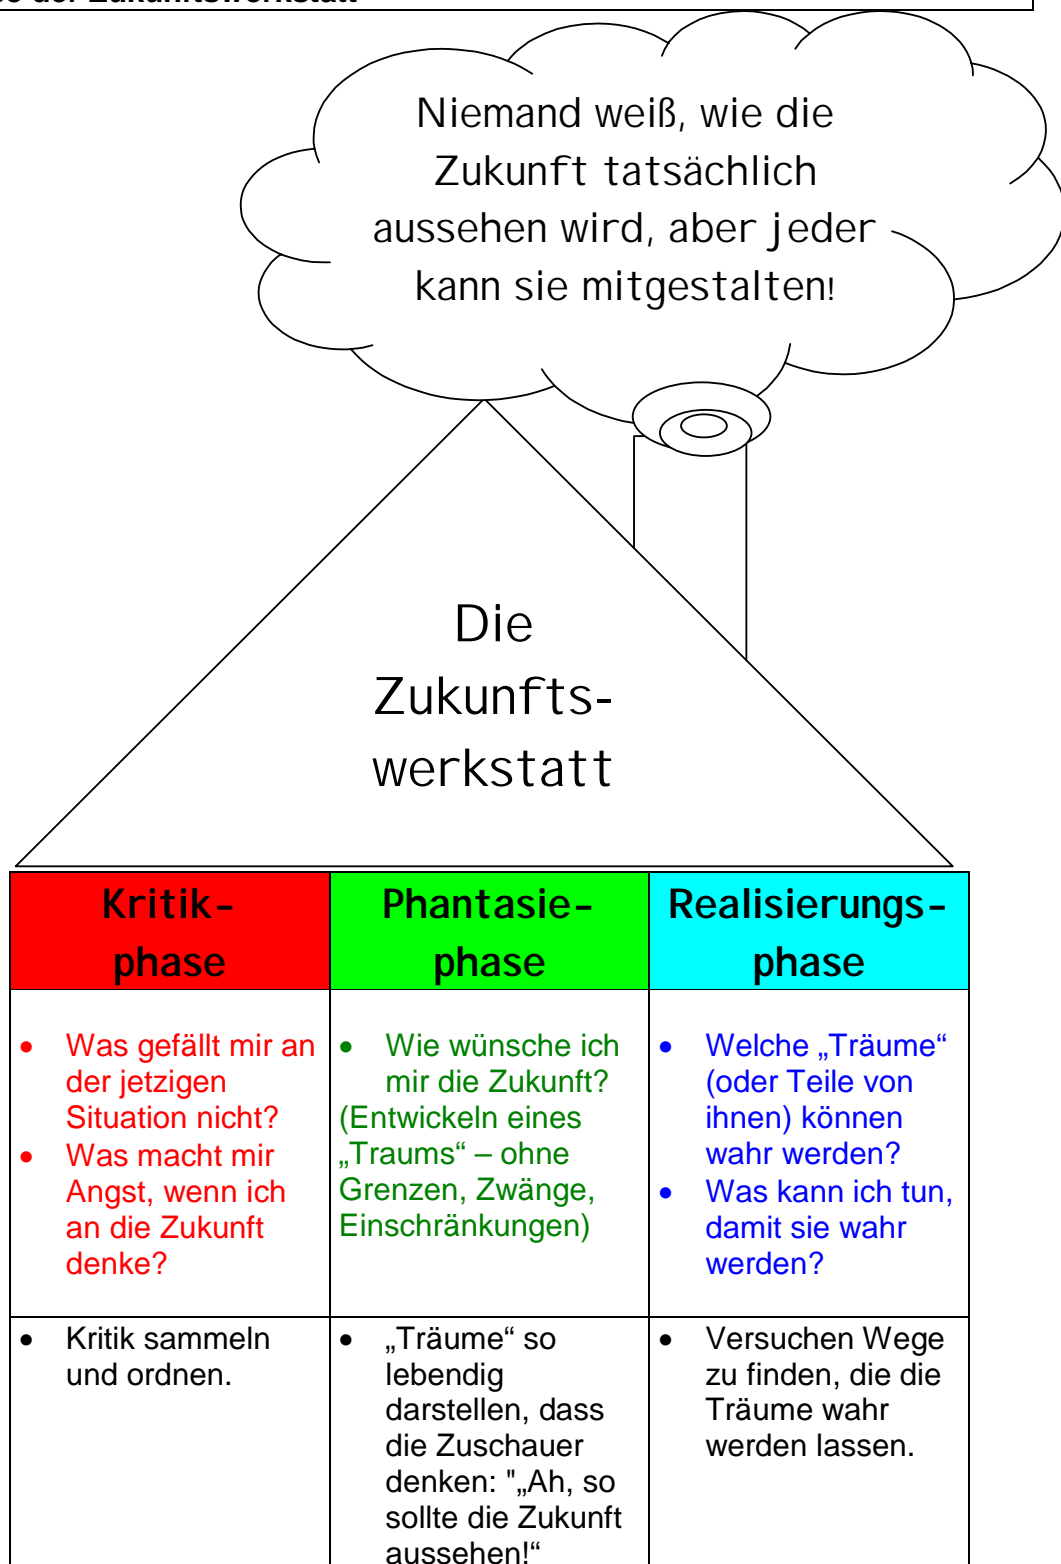 der Zukunftswerkstatt
Niemand weiß, wie die
Zukunft tatsächlich
aussehen wird, aber jeder
kann sie mitgestalten!
Die
Zukunfts-
werkstatt
Kritik-
phase
Phantasie-
phase
Realisierungs-
phase
• Was gefällt mir an
der jetzigen
Situation nicht?
• Was macht mir
Angst, wenn ich
an die Zukunft
denke?
• Wie wünsche ich
mir die Zukunft?
(Entwickeln eines
„Traums“ – ohne
Grenzen, Zwänge,
Einschränkungen)
• Welche „Träume“
(oder Teile von
ihnen) können
wahr werden?
• Was kann ich tun,
damit sie wahr
werden?
• Kritik sammeln
und ordnen.
• „Träume“ so
lebendig
darstellen, dass
die Zuschauer
denken: "„Ah, so
sollte die Zukunft
aussehen!“
• Versuchen Wege
zu finden, die die
Träume wahr
werden lassen.